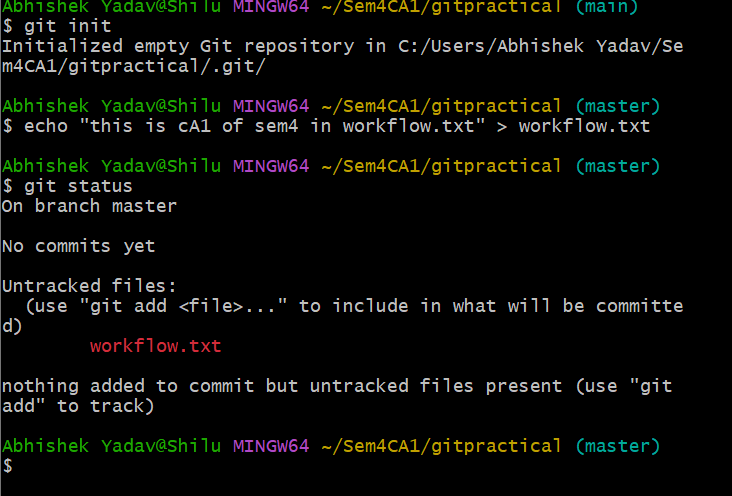 Abhishek Yadav@Shilu MINGW64 ~/Sem4CA1/gitpractical (main)
$ git init
Initialized empty Git repository in C:/Users/Abhishek Yadav/Se
m4CA1/gitpractical/.git/
Abhishek Yadav@Shilu MINGW64 ~/Sem4CA1/gitpractical (master)
$ echo "this is cA1 of sem4 in workflow.txt" > workflow.txt
Abhishek Yadav@Shilu MINGW64 ~/Sem4CA1/gitpractical (master)
$ git status
On branch master
No commits yet
Untracked files:
  (use "git add <file>..." to include in what will be committe
d)
        workflow.txt
nothing added to commit but untracked files present (use "git
add" to track)
Abhishek Yadav@Shilu MINGW64 ~/Sem4CA1/gitpractical (master)
$